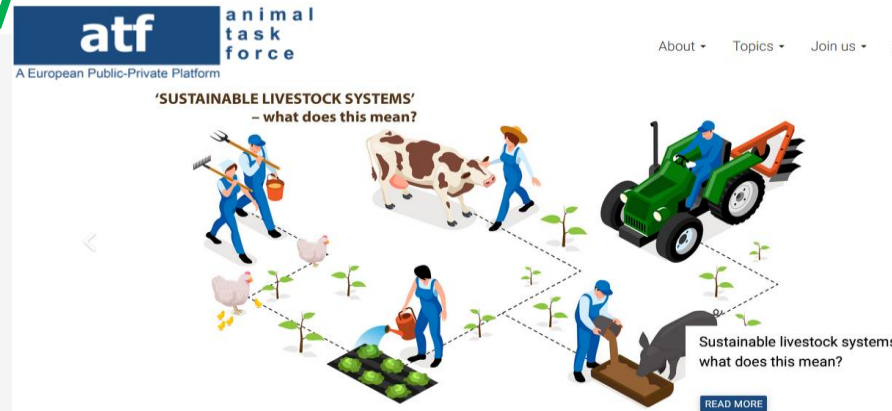 atf
animal
task
force
A European Public-Private Platform
About
Topics
Join us
'SUSTAINABLE LIVESTOCK SYSTEMS'
– what does this mean?
Sustainable livestock systems
what does this mean?
READ MORE